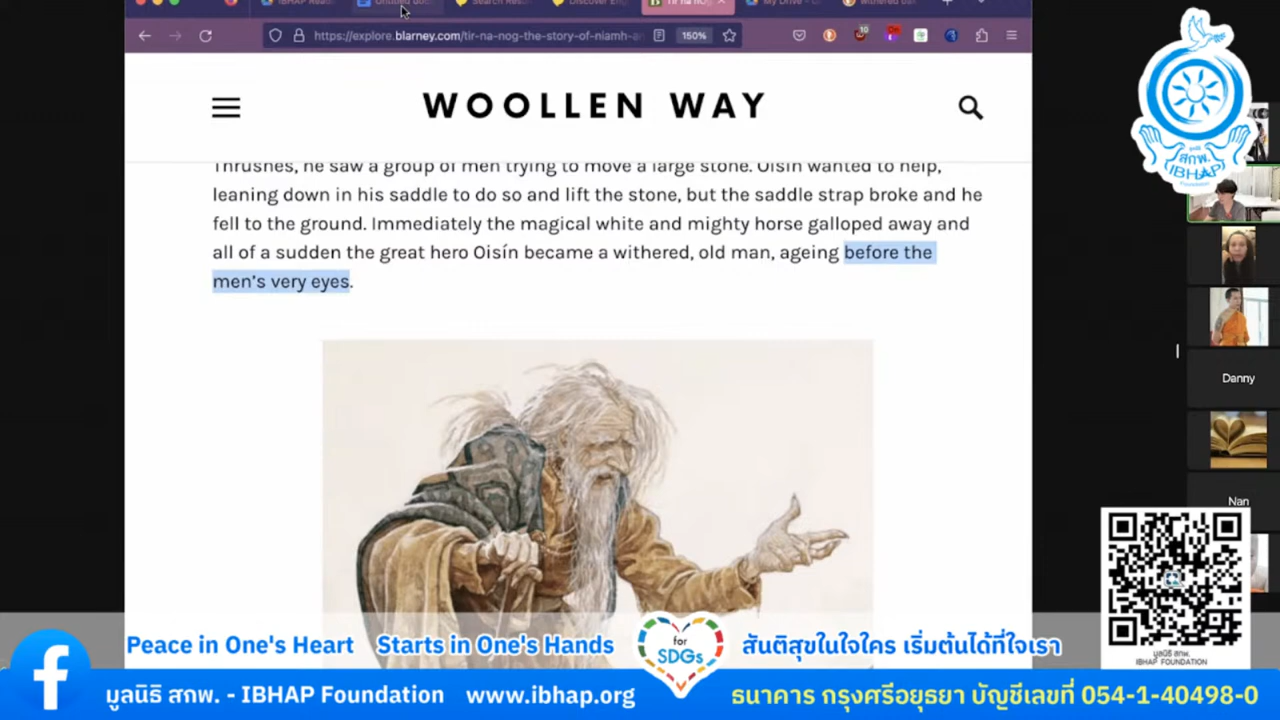 https://explore.blarney.com/tir-na-nog-the-story-of-niamh-an
150%
WOOLLEN WAY
Thrushes, he saw a group of men trying to move a large stone. Oisín wanted to help,
leaning down in his saddle to do so and lift the stone, but the saddle strap broke and he
fell to the ground. Immediately the magical white and mighty horse galloped away and
all of a sudden the great hero Oisín became a withered, old man, ageing before the
men's very eyes.
สกพ.
IBHAP
Foundation
Danny
Nan
มูลนิธิ สกพ.
IBHAP FOUNDATION
Peace in One's Heart Starts in One's Hands
for
SDGs
สันติสุขในใจใคร เริ่มต้นได้ที่ใจเรา
มูลนิธิ สกพ. - IBHAP Foundation www.ibhap.org
ธนาคาร กรุงศรีอยุธยา บัญชีเลขที่ 054-1-40498-0